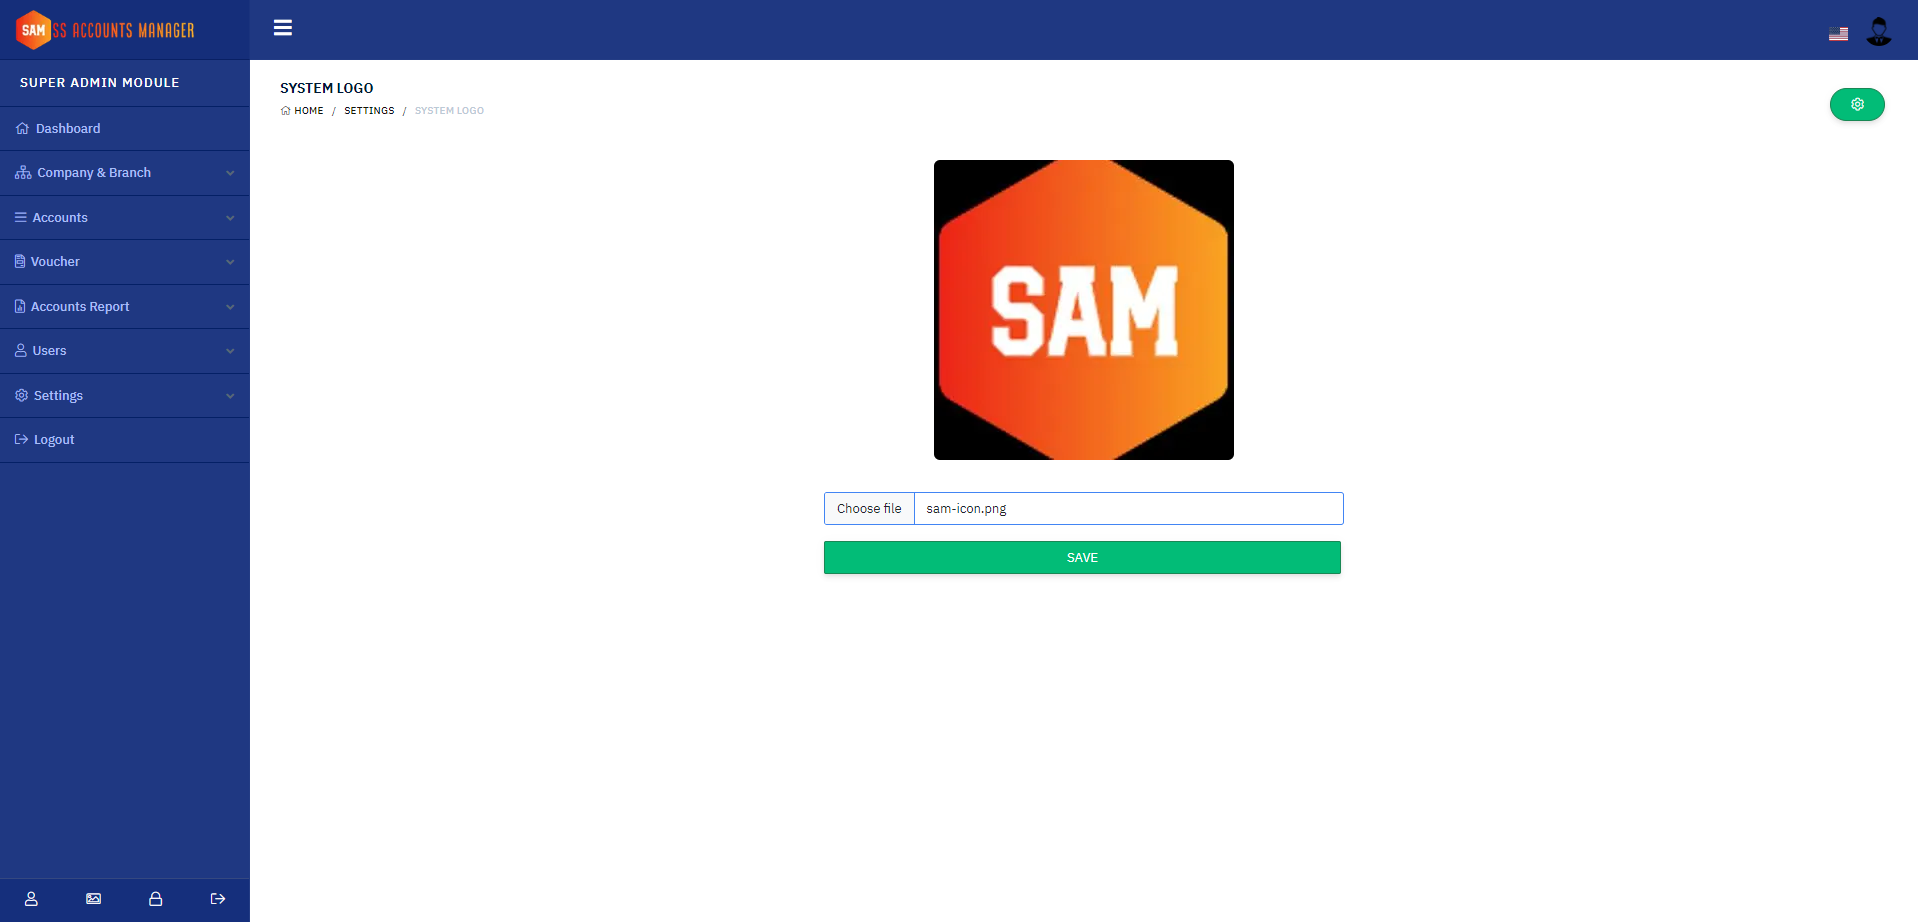 SAM SS ACCOUNTS MANAGER
SUPER ADMIN MODULE
Dashboard
Company & Branch
Accounts
Voucher
Accounts Report
Users
Settings
Logout
SYSTEM LOGO
HOME / SETTINGS / SYSTEM LOGO
SAM
Choose file sam-icon.png
SAVE